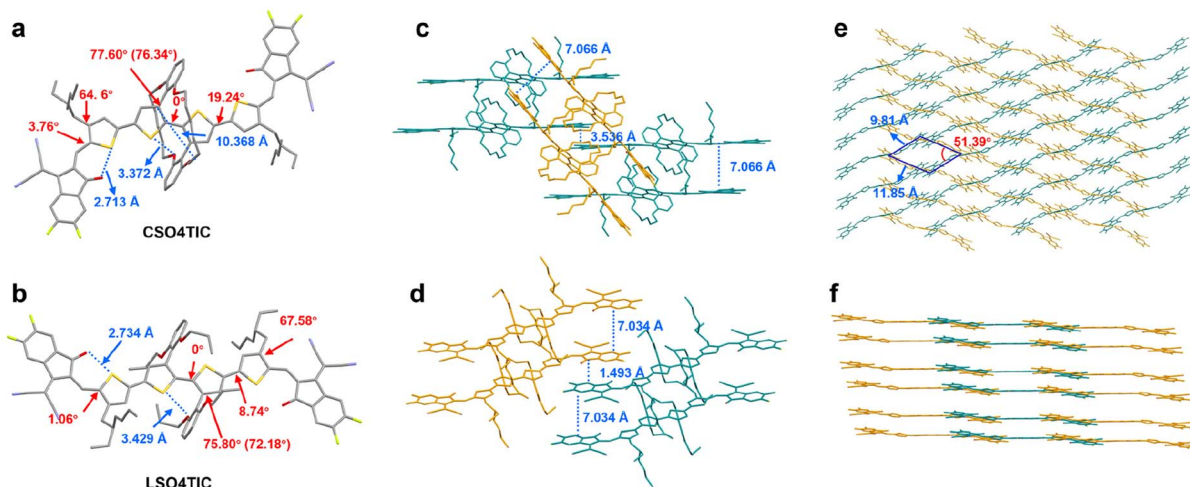 a
77.60° (76.34°)
64. 6°
0°
19.24°
3.76°
10.368 Å
3.372 Å
2.713 Å
CSO4TIC
b
2.734 Å
67.58°
0°
1.06°
8.74°
3.429 Å
75.80° (72.18°)
LSO4TIC
c
7.066 Å
3.536 Å
7.066 Å
d
7.034 Å
1.493 Å
7.034 Å
e
9.81 Å
51.39°
11.85 Å
f